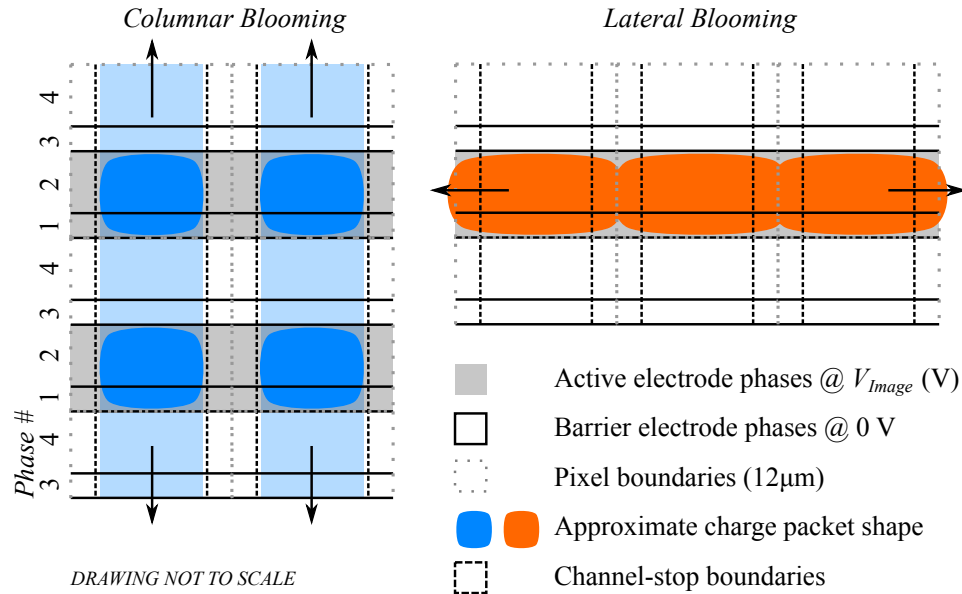 Columnar Blooming
Lateral Blooming
4
3
2
1
4
3
2
1
4
3
Phase #
Active electrode phases @ V_Image (V)
Barrier electrode phases @ 0 V
Pixel boundaries (12μm)
Approximate charge packet shape
Channel-stop boundaries
DRAWING NOT TO SCALE